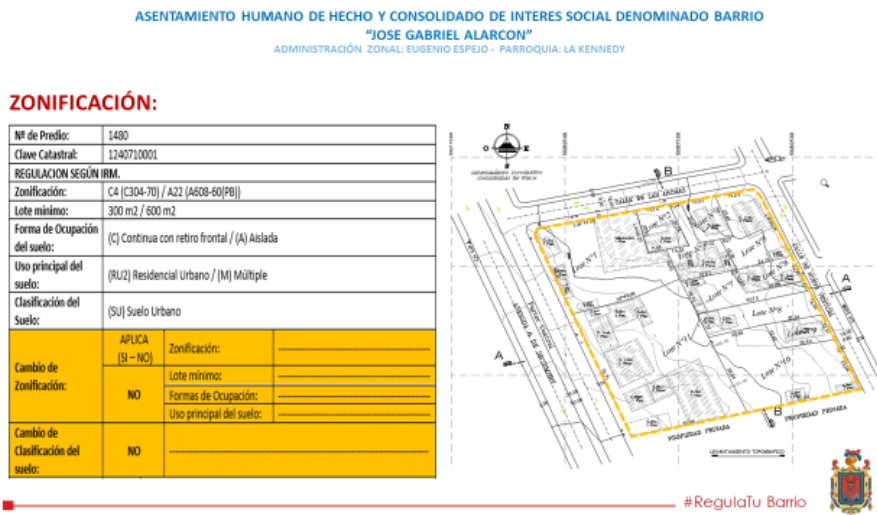 ASENTAMIENTO HUMANO DE HECHO Y CONSOLIDADO DE INTERES SOCIAL DENOMINADO BARRIO
“JOSE GABRIEL ALARCON”
ADMINISTRACIÓN ZONAL: EUGENIO ESPEJO - PARROQUIA: LA KENNEDY
ZONIFICACIÓN:
Nº de Predio: 1480
Clave Catastral: 1240710001
REGULACION SEGÚN IRM.
Zonificación: C4 (C304-70) / A22 (A608-60(PB))
Lote mínimo: 300 m2 / 600 m2
Forma de Ocupación del suelo: (C) Continua con retiro frontal / (A) Aislada
Uso principal del suelo: (RU2) Residencial Urbano / (M) Múltiple
Clasificación del Suelo: (SU) Suelo Urbano
Cambio de Zonificación:
APLICA
(SI – NO)
NO
Zonificación:
Lote mínimo:
Formas de Ocupación:
Uso principal del suelo:
Cambio de Clasificación del suelo: NO
N
O
E
B
A
A
B
Lote Nº1
Lote Nº8
Lote Nº10
PROPIEDAD PRIVADA
PROPIEDAD PRIVADA
LEVANTAMIENTO TOPOGRAFICO
#RegulaTu Barrio